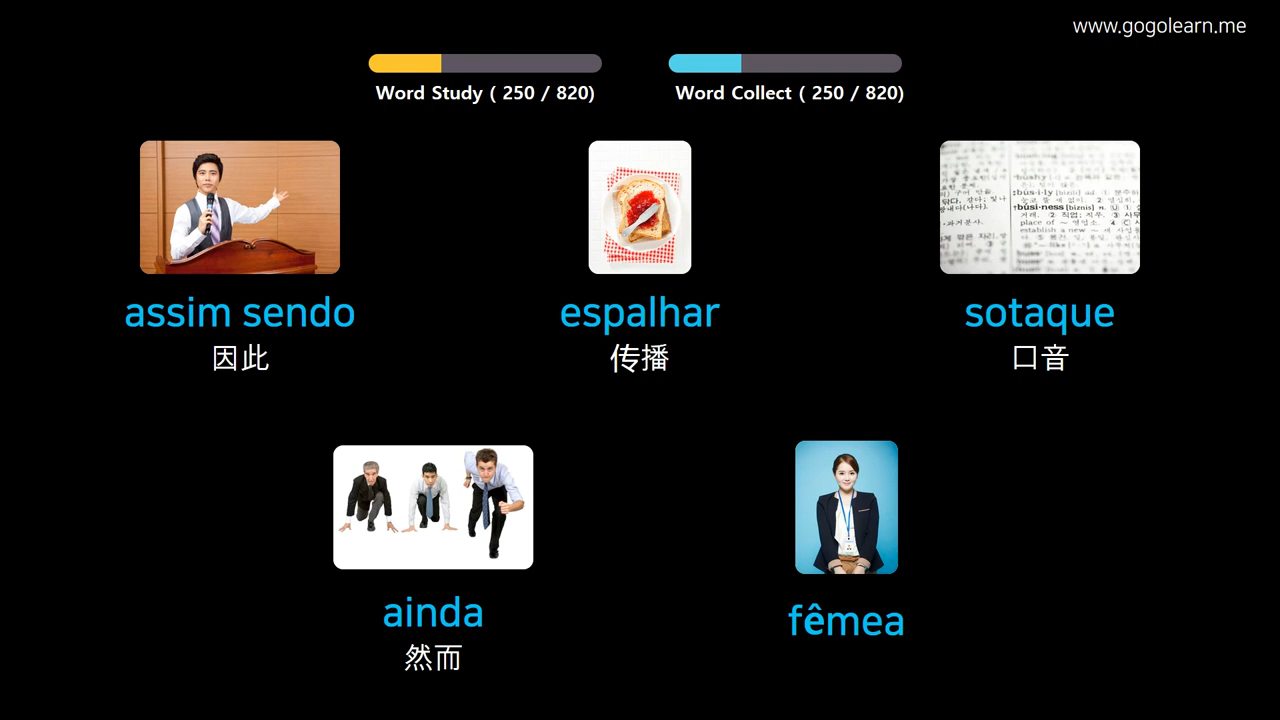 www.gogolearn.me
Word Study ( 250 / 820)
Word Collect ( 250 / 820)
assim sendo
因此
espalhar
传播
sotaque
口音
ainda
然而
fêmea